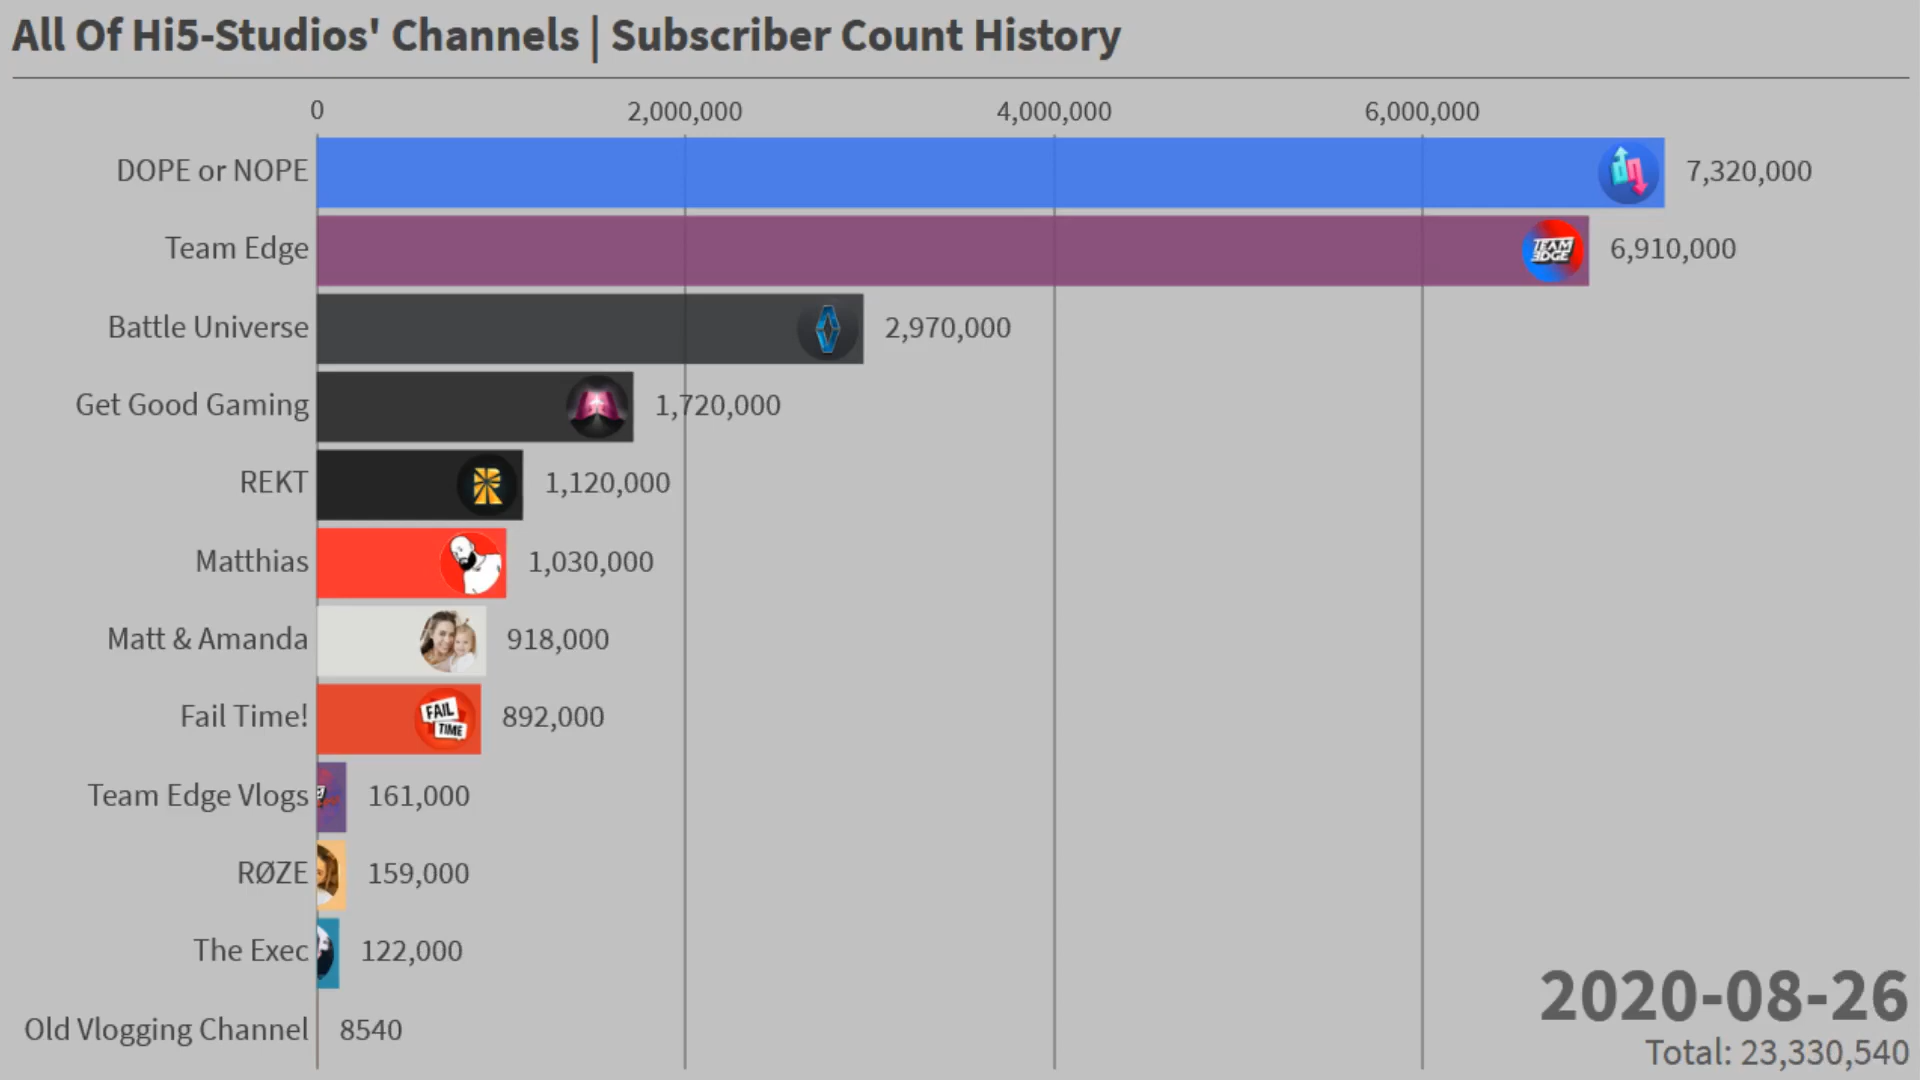 All Of Hi5-Studios' Channels | Subscriber Count History
0 2,000,000 4,000,000 6,000,000
DOPE or NOPE 7,320,000
Team Edge TEAM EDGE 6,910,000
Battle Universe 2,970,000
Get Good Gaming 1,720,000
REKT R 1,120,000
Matthias 1,030,000
Matt & Amanda 918,000
Fail Time! FAIL TIME 892,000
Team Edge Vlogs 161,000
RØZE 159,000
The Exec 122,000
Old Vlogging Channel 8540
2020-08-26
Total: 23,330,540